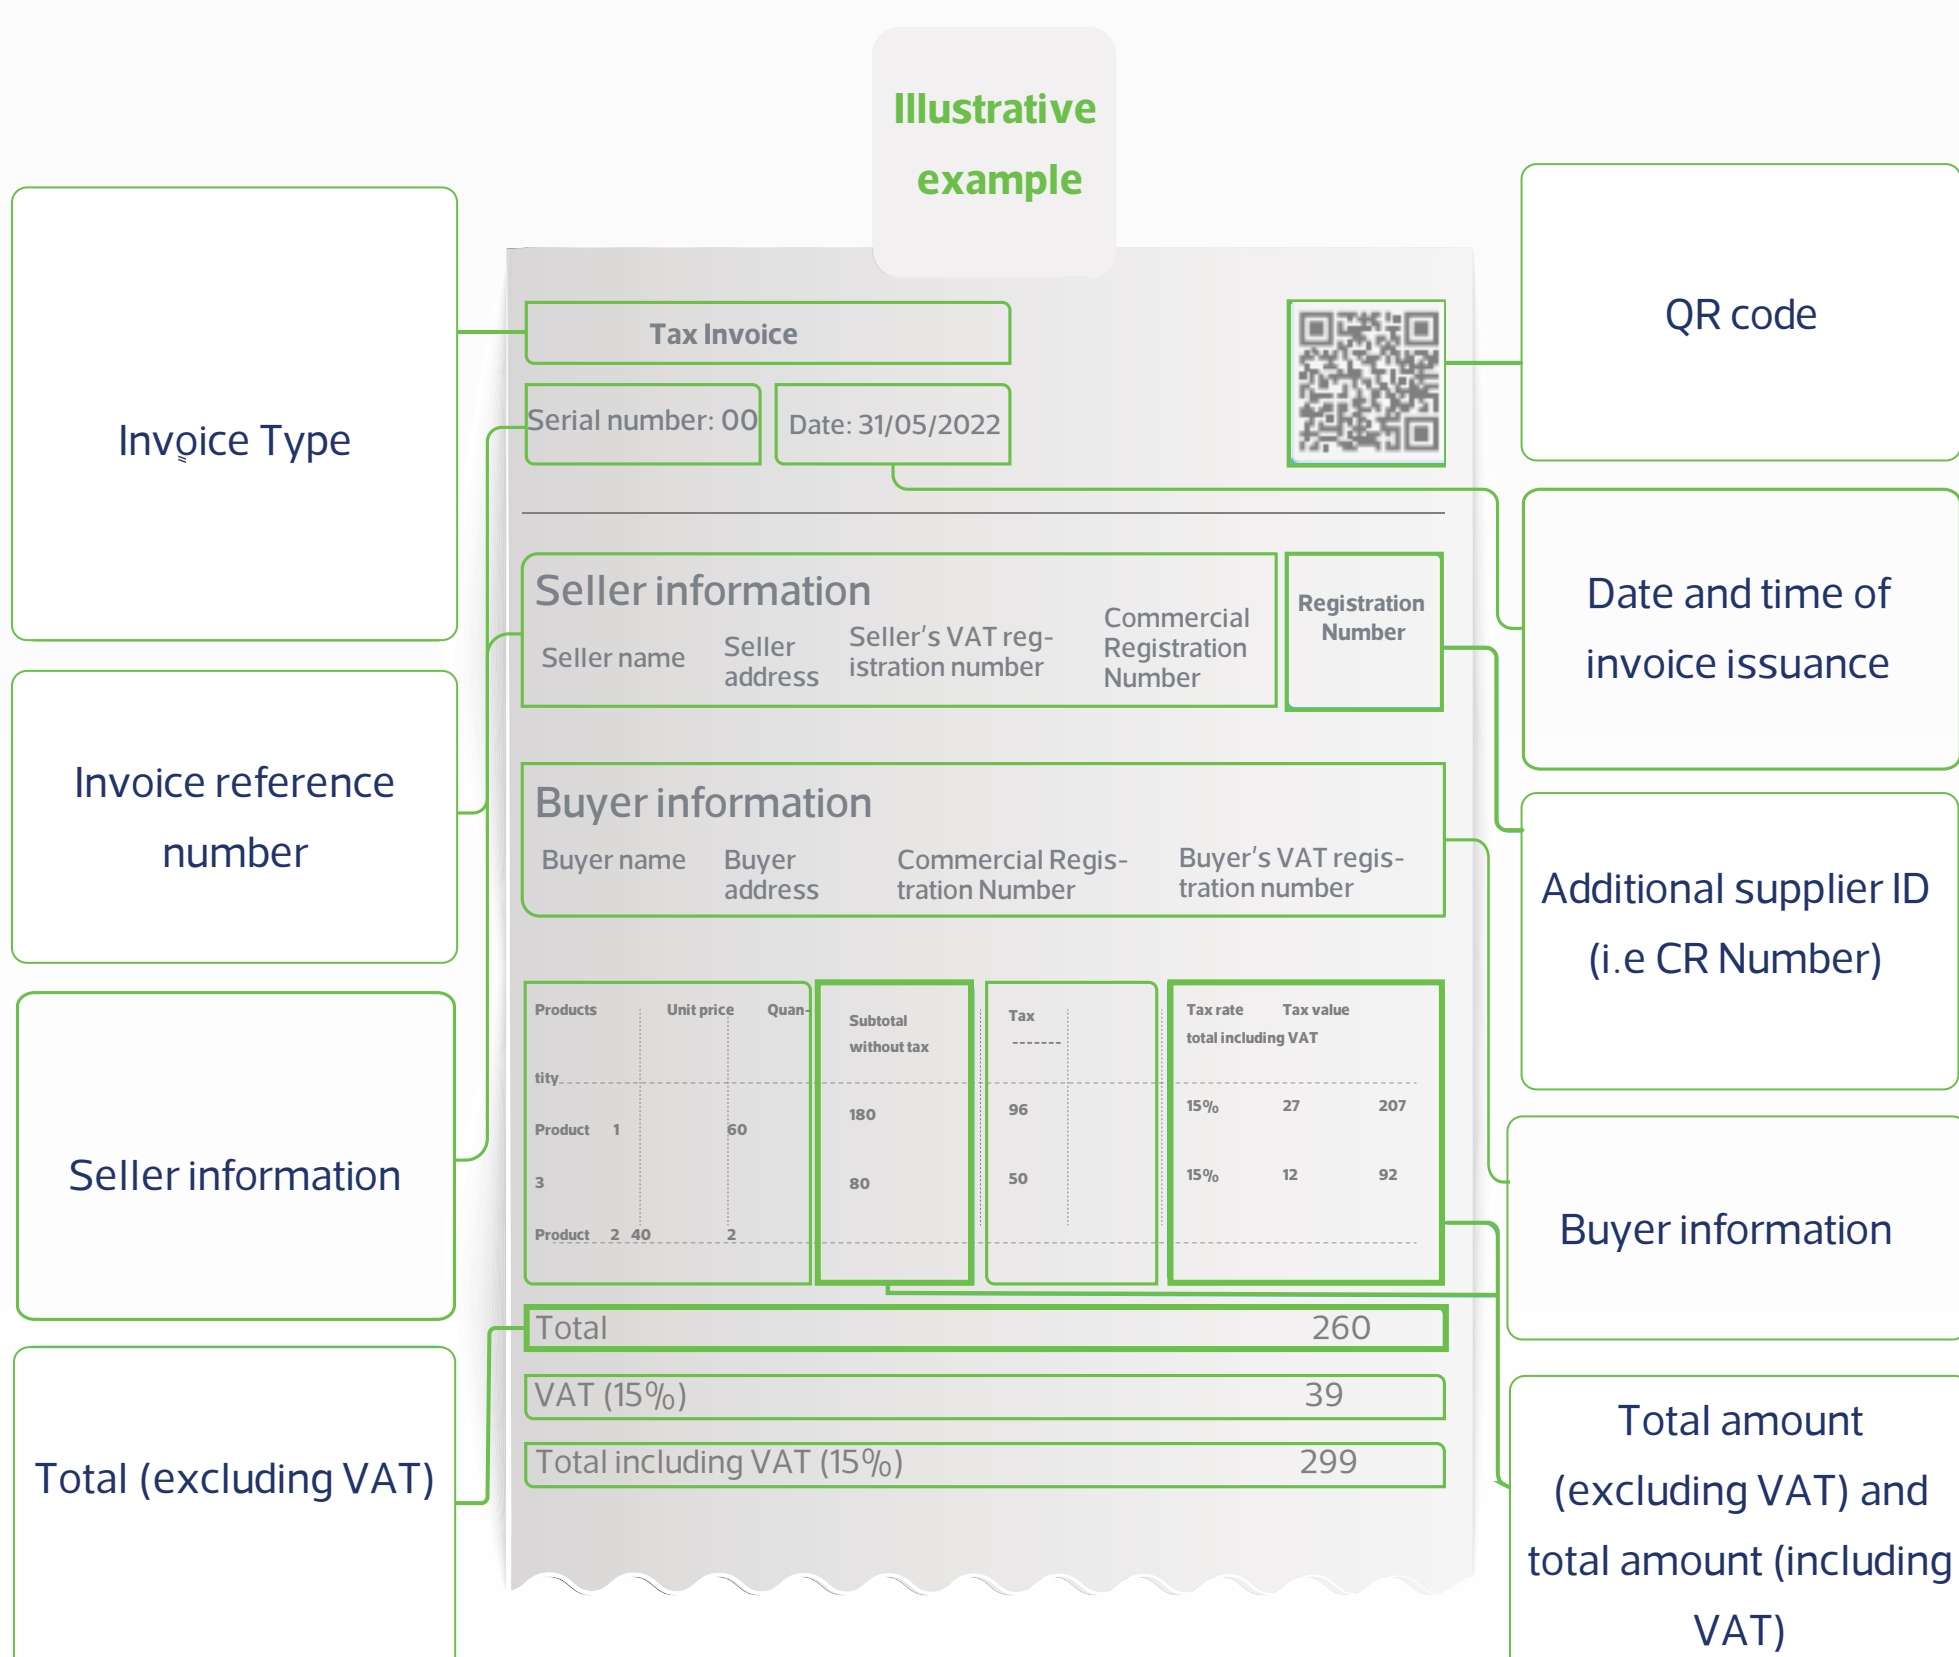 Illustrative
example
Invoice Type
Invoice reference
number
Seller information
Total (excluding VAT)
Tax Invoice
Serial number: 00
Date: 31/05/2022
Seller information
Seller name
Seller
address
Seller's VAT reg-
istration number
Commercial
Registration
Number
Registration
Number
Buyer information
Buyer name
Buyer
address
Commercial Regis-
tration Number
Buyer's VAT regis-
tration number
Products Unit price Quan-
tity
Product 1 60
3
Product 2 40 2
Subtotal
without tax
180
80
Tax
-------
96
50
Tax rate Tax value
total including VAT
15% 27 207
15% 12 92
Total 260
VAT (15%) 39
Total including VAT (15%) 299
QR code
Date and time of
invoice issuance
Additional supplier ID
(i.e CR Number)
Buyer information
Total amount
(excluding VAT) and
total amount (including
VAT)